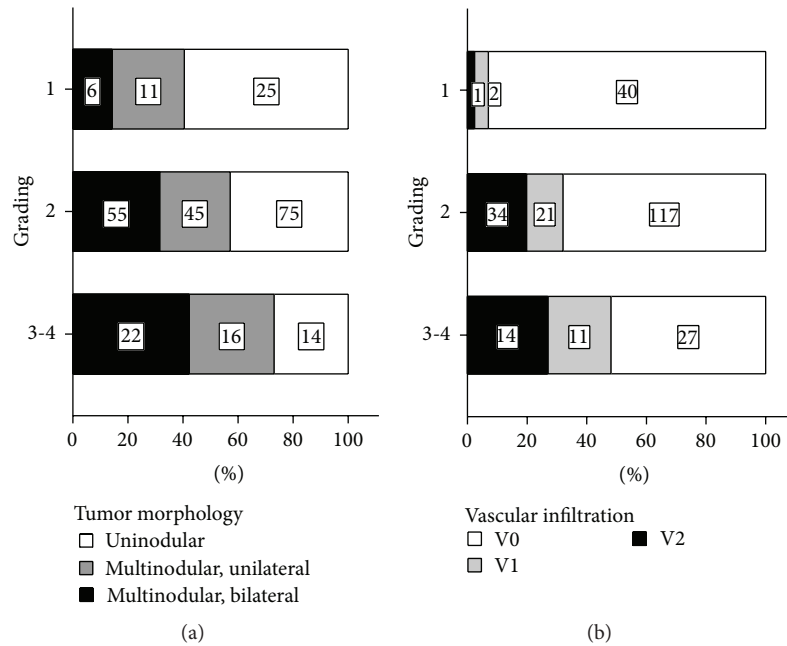 Grading
1
6 11 25
2
55 45 75
3-4
22 16 14
0 20 40 60 80 100
(%)
Tumor morphology
Uninodular
Multinodular, unilateral
Multinodular, bilateral
(a)
Grading
1
1 2 40
2
34 21 117
3-4
14 11 27
0 20 40 60 80 100
(%)
Vascular infiltration
V0 V2
V1
(b)